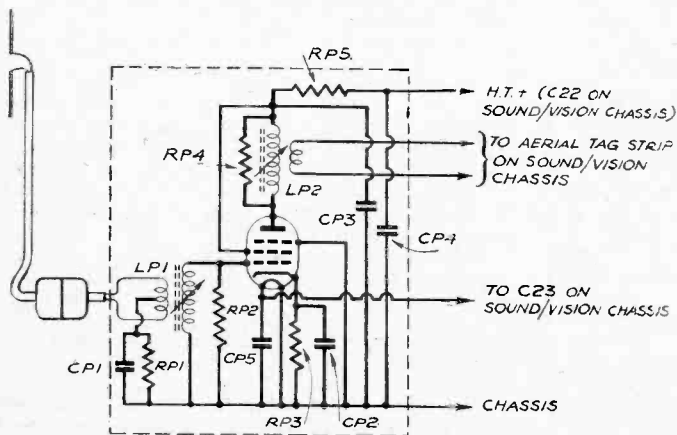 RP5.
H.T.+ (C22 ON
SOUND/VISION CHASSIS)
RP4
TO AERIAL TAG STRIP
ON SOUND/VISION
CHASSIS
LP2
CP3
CP4
LP1
RP2
TO C23 ON
SOUND/VISION CHASSIS
CP1
RP1
CP5
CHASSIS
RP3
CP2